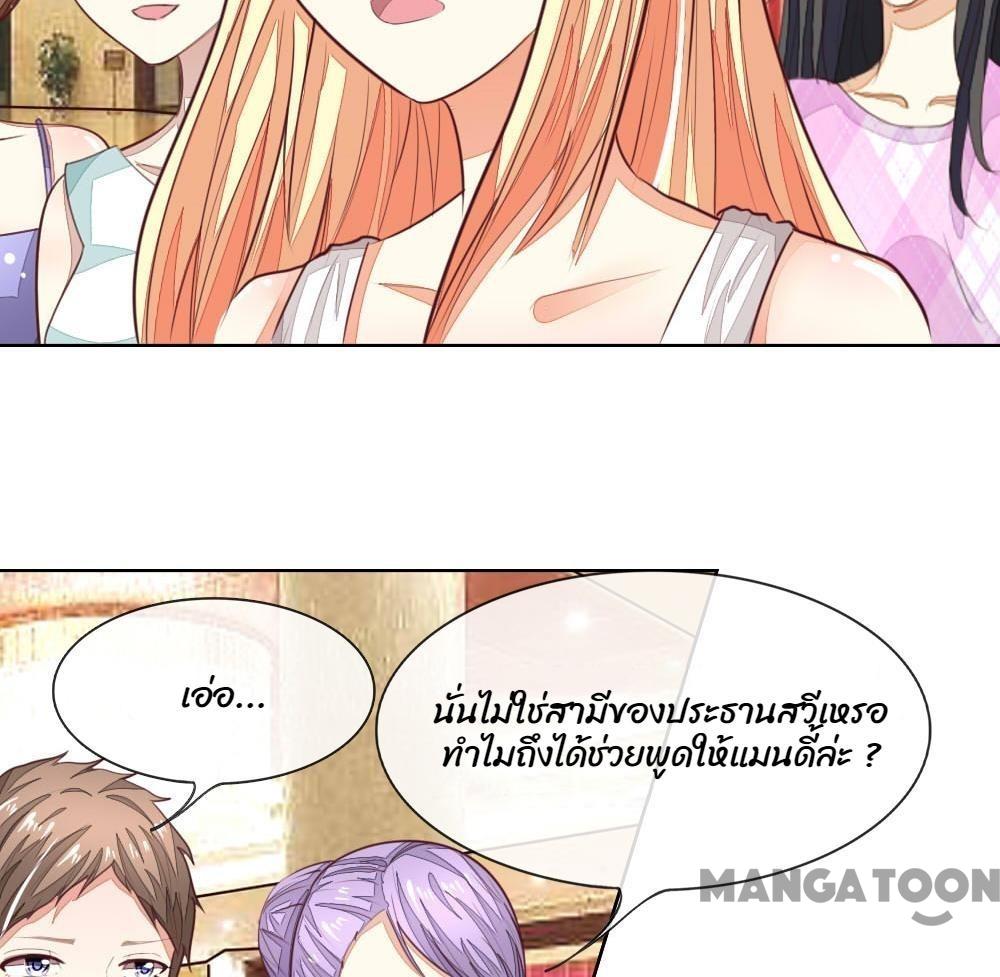 เอ่อ...
นั่นไม่ใช่สามีของประธานสวีเหรอ
ทำไมถึงได้ช่วยพูดให้แมนดี้ล่ะ ?
MANGATOON